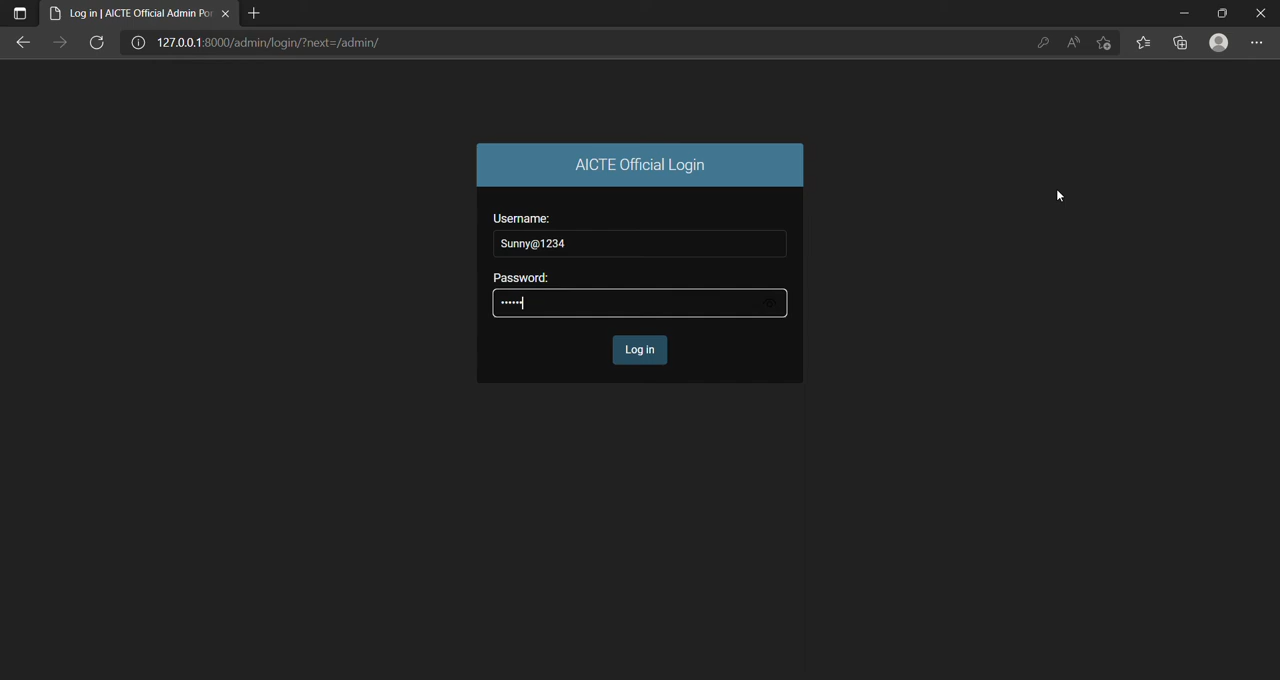 Log in | AICTE Official Admin Por
127.0.0.1:8000/admin/login/?next=/admin/
AICTE Official Login
Username:
Sunny@1234
Password:
••••••
Log in